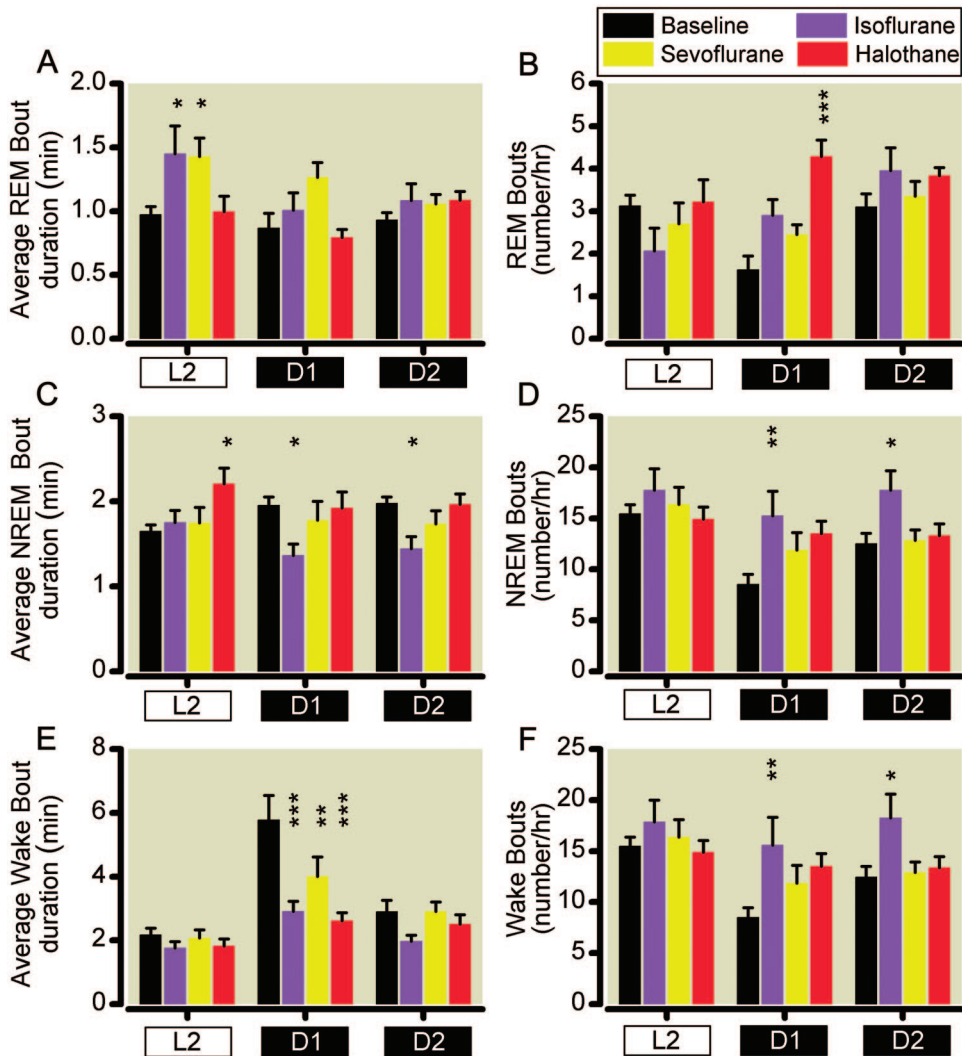 Baseline Isoflurane
Sevoflurane Halothane
A
Average REM Bout
duration (min)
2.0
1.5
1.0
0.5
0.0
* *
L2 D1 D2
B
REM Bouts
(number/hr)
6
5
4
3
2
1
0
***
L2 D1 D2
C
Average NREM Bout
duration (min)
3
2
1
0
* * *
L2 D1 D2
D
NREM Bouts
(number/hr)
25
20
15
10
5
0
** *
L2 D1 D2
E
Average Wake Bout
duration (min)
8
6
4
2
0
*** ** ***
L2 D1 D2
F
Wake Bouts
(number/hr)
25
20
15
10
5
0
** *
L2 D1 D2